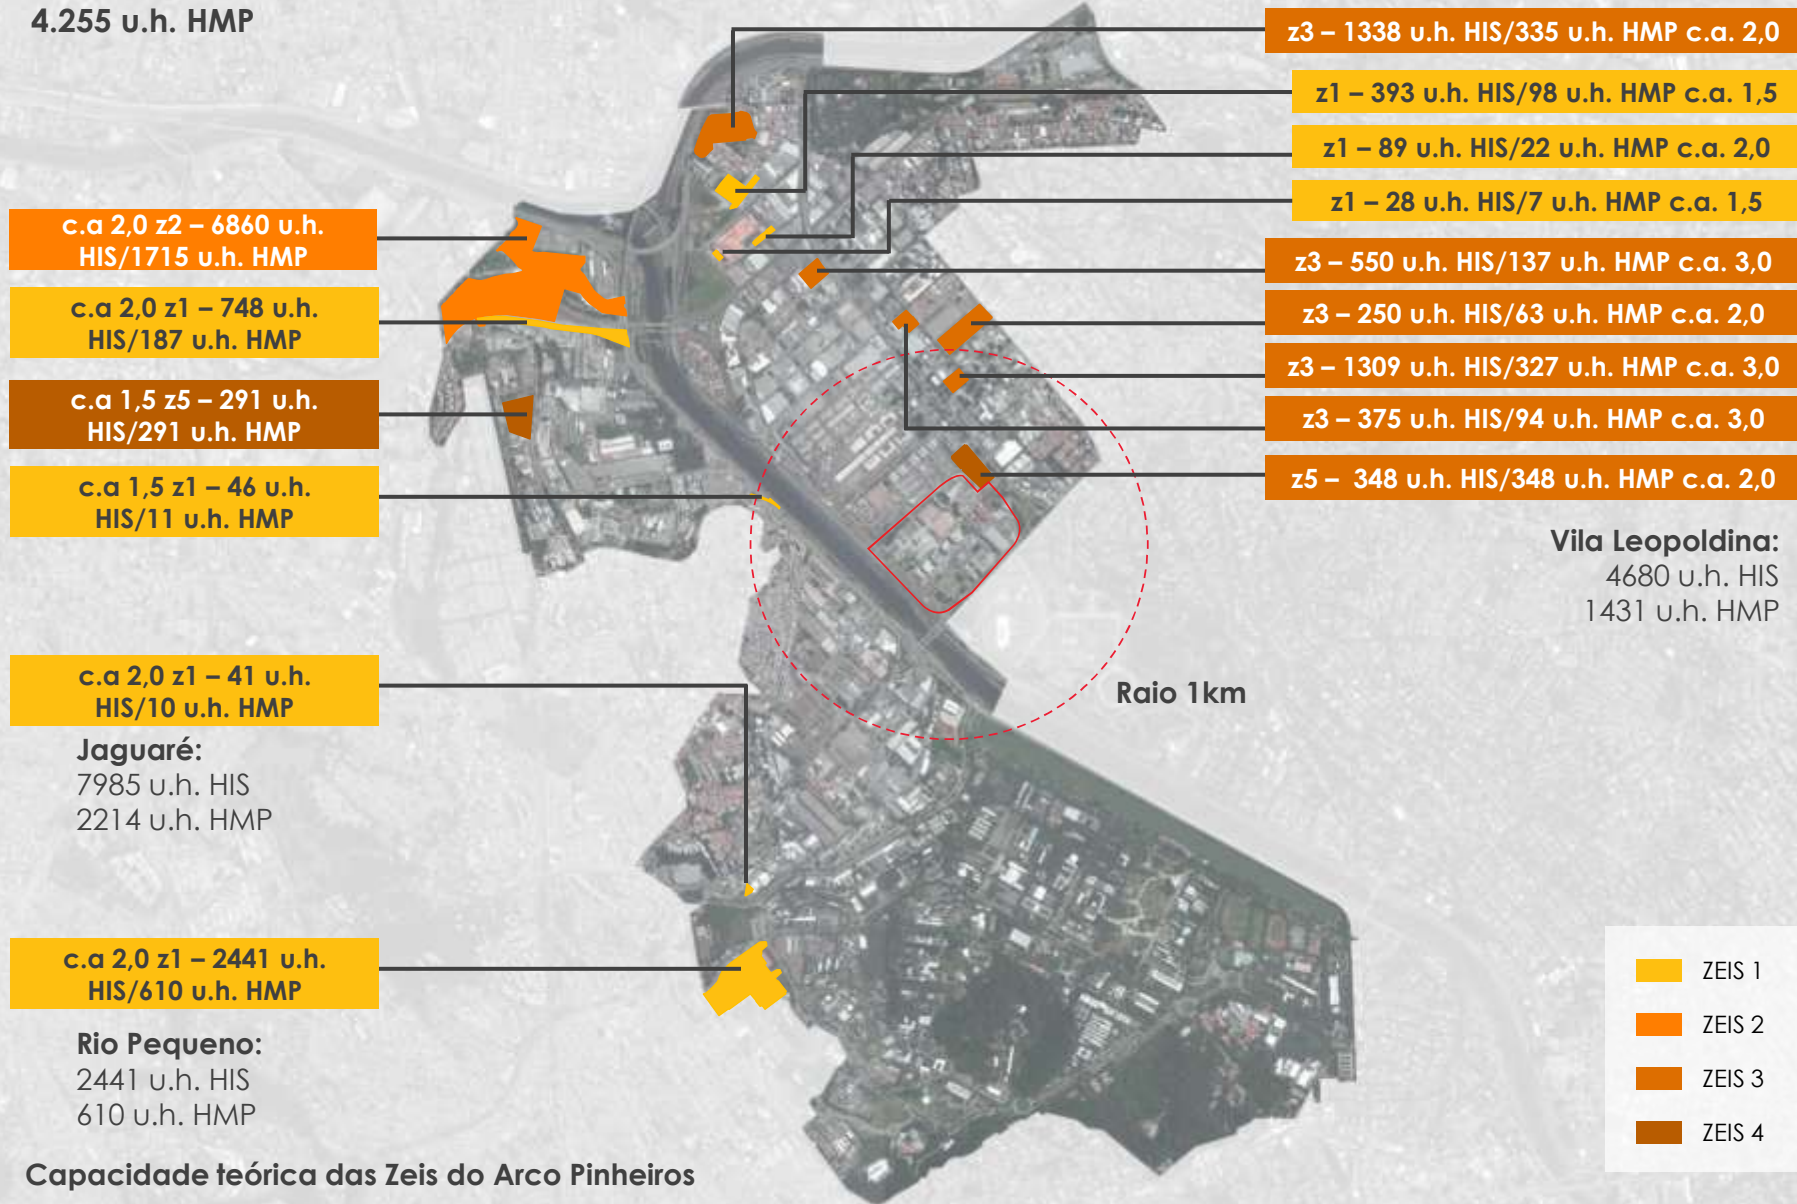 4.255 u.h. HMP
z3 – 1338 u.h. HIS/335 u.h. HMP c.a. 2,0
z1 – 393 u.h. HIS/98 u.h. HMP c.a. 1,5
z1 – 89 u.h. HIS/22 u.h. HMP c.a. 2,0
z1 – 28 u.h. HIS/7 u.h. HMP c.a. 1,5
z3 – 550 u.h. HIS/137 u.h. HMP c.a. 3,0
z3 – 250 u.h. HIS/63 u.h. HMP c.a. 2,0
z3 – 1309 u.h. HIS/327 u.h. HMP c.a. 3,0
z3 – 375 u.h. HIS/94 u.h. HMP c.a. 3,0
z5 – 348 u.h. HIS/348 u.h. HMP c.a. 2,0
Vila Leopoldina:
4680 u.h. HIS
1431 u.h. HMP
c.a 2,0 z2 – 6860 u.h.
HIS/1715 u.h. HMP
c.a 2,0 z1 – 748 u.h.
HIS/187 u.h. HMP
c.a 1,5 z5 – 291 u.h.
HIS/291 u.h. HMP
c.a 1,5 z1 – 46 u.h.
HIS/11 u.h. HMP
c.a 2,0 z1 – 41 u.h.
HIS/10 u.h. HMP
Jaguaré:
7985 u.h. HIS
2214 u.h. HMP
Raio 1km
c.a 2,0 z1 – 2441 u.h.
HIS/610 u.h. HMP
Rio Pequeno:
2441 u.h. HIS
610 u.h. HMP
ZEIS 1
ZEIS 2
ZEIS 3
ZEIS 4
Capacidade teórica das Zeis do Arco Pinheiros